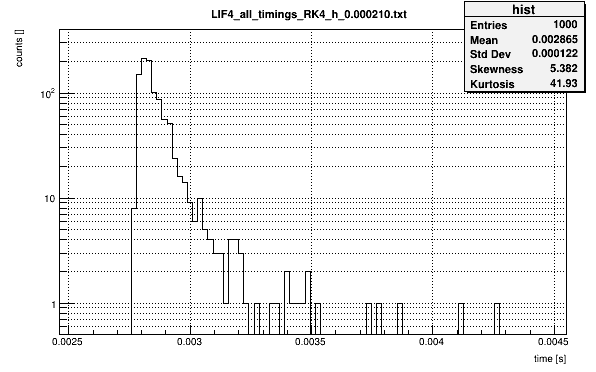 LIF4_all_timings_RK4_h_0.000210.txt
hist
Entries 1000
Mean 0.002865
Std Dev 0.000122
Skewness 5.382
Kurtosis 41.93
counts []
10²
10
1
0.0025 0.003 0.0035 0.004 0.0045
time [s]